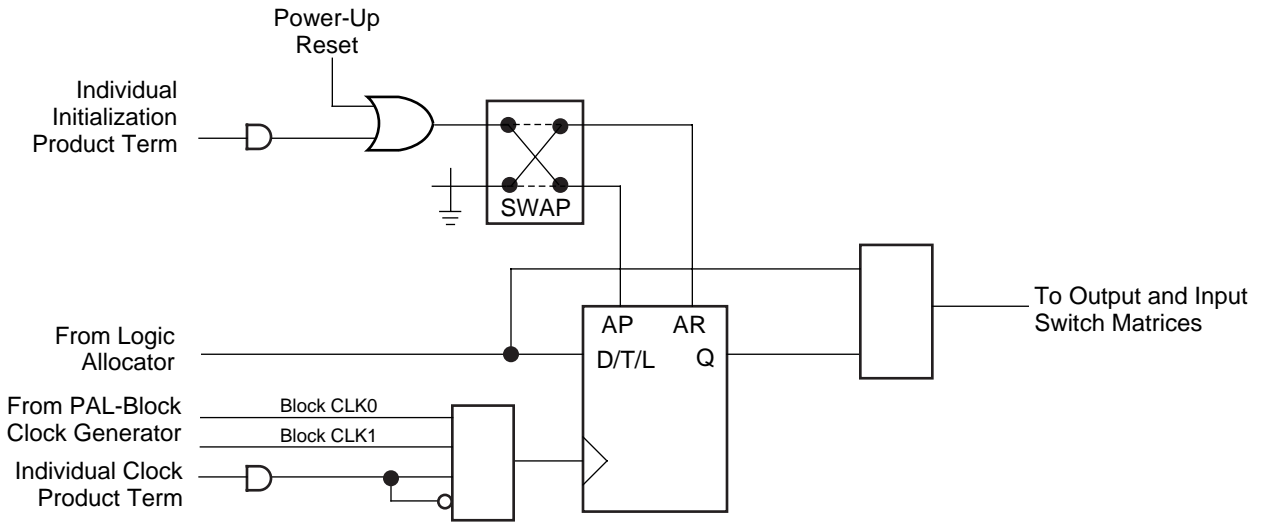 Power-Up
Reset
Individual
Initialization
Product Term
SWAP
To Output and Input
Switch Matrices
AP AR
From Logic
Allocator
D/T/L Q
From PAL-Block
Clock Generator
Block CLK0
Block CLK1
Individual Clock
Product Term